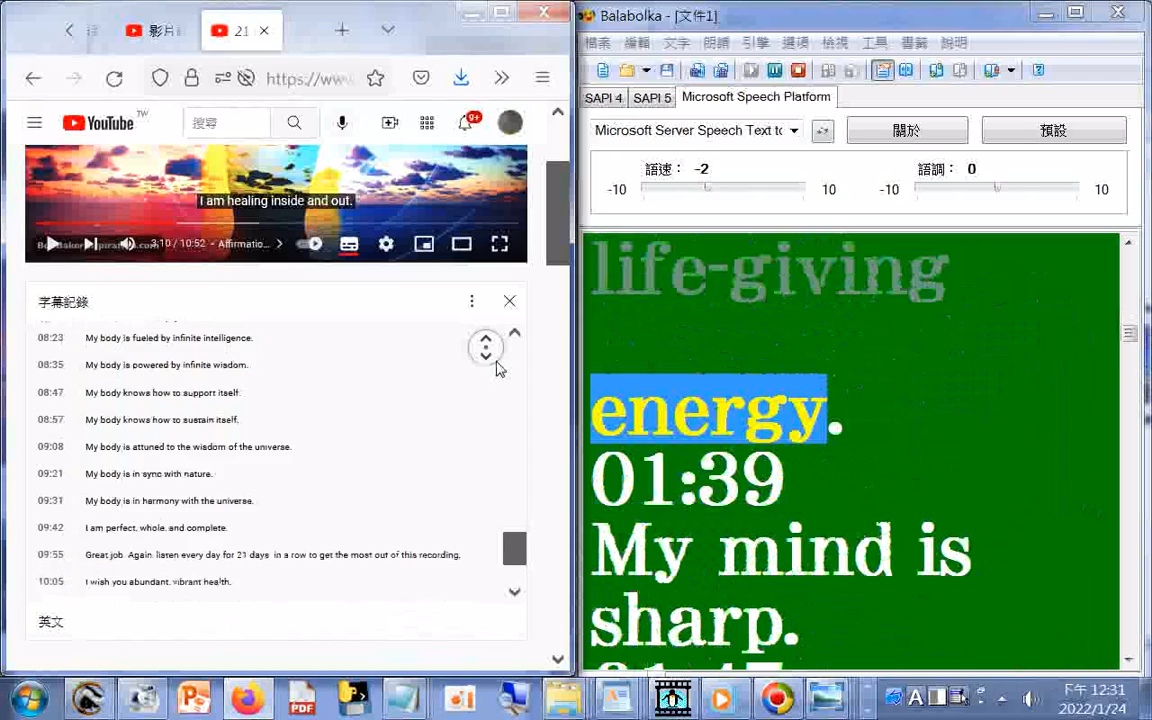 影片
21
https://www
YouTube TW
搜尋
9+
I am healing inside and out.
3:10 / 10:52 · Affirmatio...
字幕記錄
08:23 My body is fueled by infinite intelligence.
08:35 My body is powered by infinite wisdom.
08:47 My body knows how to support itself.
08:57 My body knows how to sustain itself.
09:08 My body is attuned to the wisdom of the universe.
09:21 My body is in sync with nature.
09:31 My body is in harmony with the universe.
09:42 I am perfect, whole, and complete.
09:55 Great job. Again, listen every day for 21 days in a row to get the most out of this recording.
10:05 I wish you abundant, vibrant health.
英文
Balabolka - [文件1]
檔案 編輯 文字 朗讀 引擎 選項 檢視 工具 書籤 說明
SAPI 4 SAPI 5 Microsoft Speech Platform
Microsoft Server Speech Text to
關於
預設
語速： -2
語調： 0
-10 10 -10 10
life-giving
energy.
01:39
My mind is
sharp.
PDF
A
下午 12:31
2022/1/24